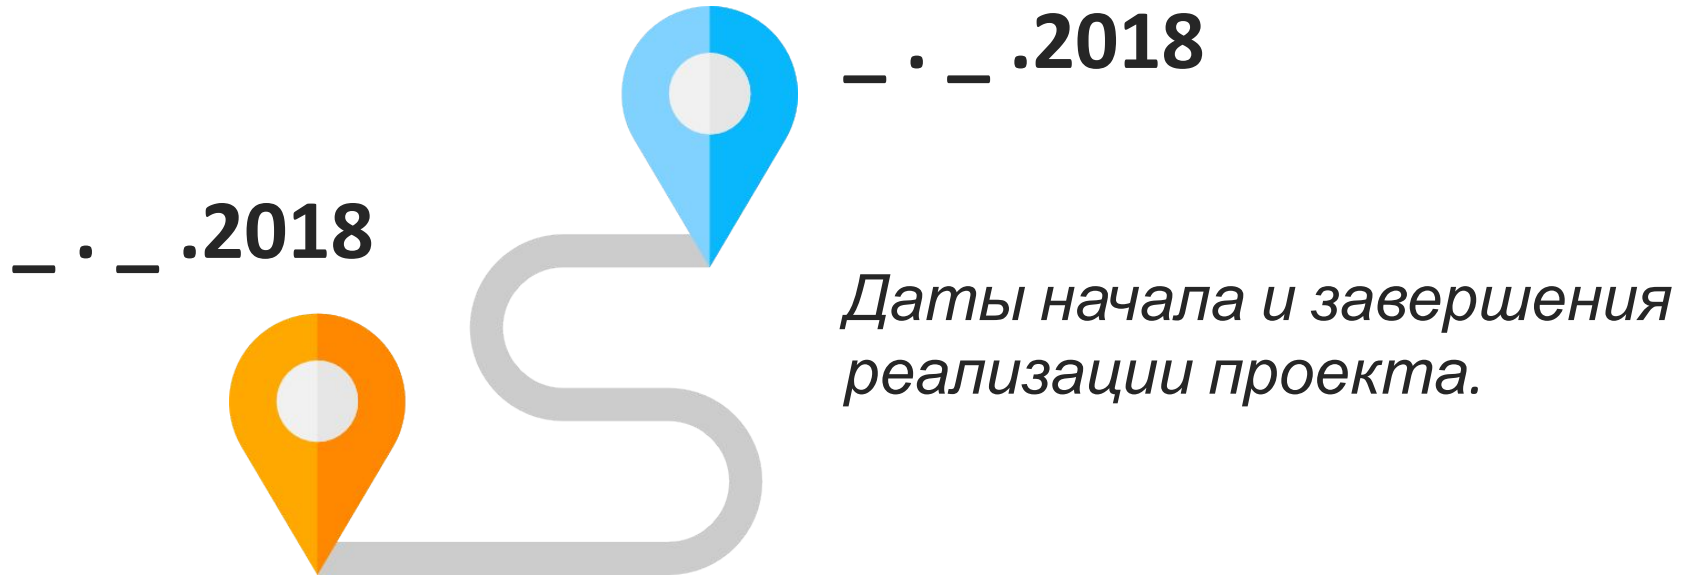 _ . _ .2018
_ . _ .2018
Даты начала и завершения
реализации проекта.